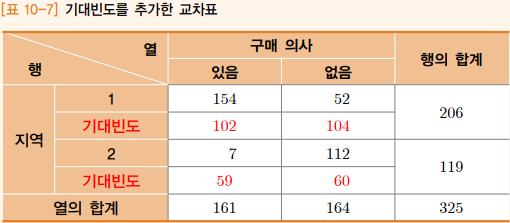 [표 10-7] 기대빈도를 추가한 교차표
열
행
구매 의사
행의 합계
있음
없음
지역
1
154
52
206
기대빈도
102
104
2
7
112
119
기대빈도
59
60
열의 합계
161
164
325